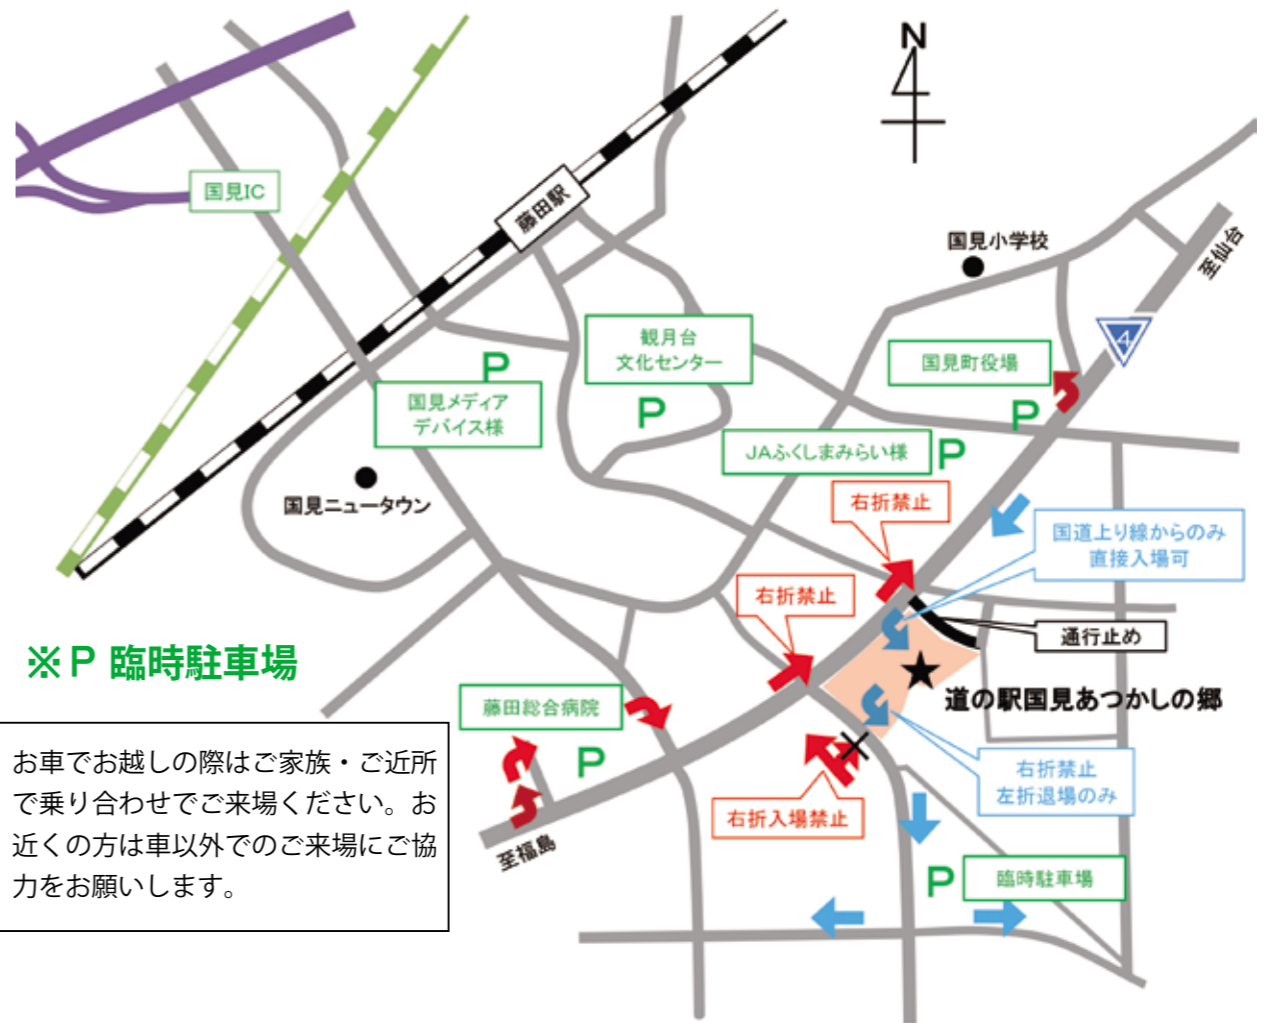 N
国見IC
藤田駅
国見小学校
至仙台
4
観月台
文化センター
国見町役場
P
国見メディア
デバイス様
P
P
JAふくしまみらい様
P
右折禁止
国見ニュータウン
国道上り線からのみ
直接入場可
右折禁止
通行止め
※P 臨時駐車場
道の駅国見あつかしの郷
藤田総合病院
P
お車でお越しの際はご家族・ご近所
で乗り合わせでご来場ください。お
近くの方は車以外でのご来場にご協
力をお願いします。
右折禁止
左折退場のみ
右折入場禁止
至福島
P
臨時駐車場